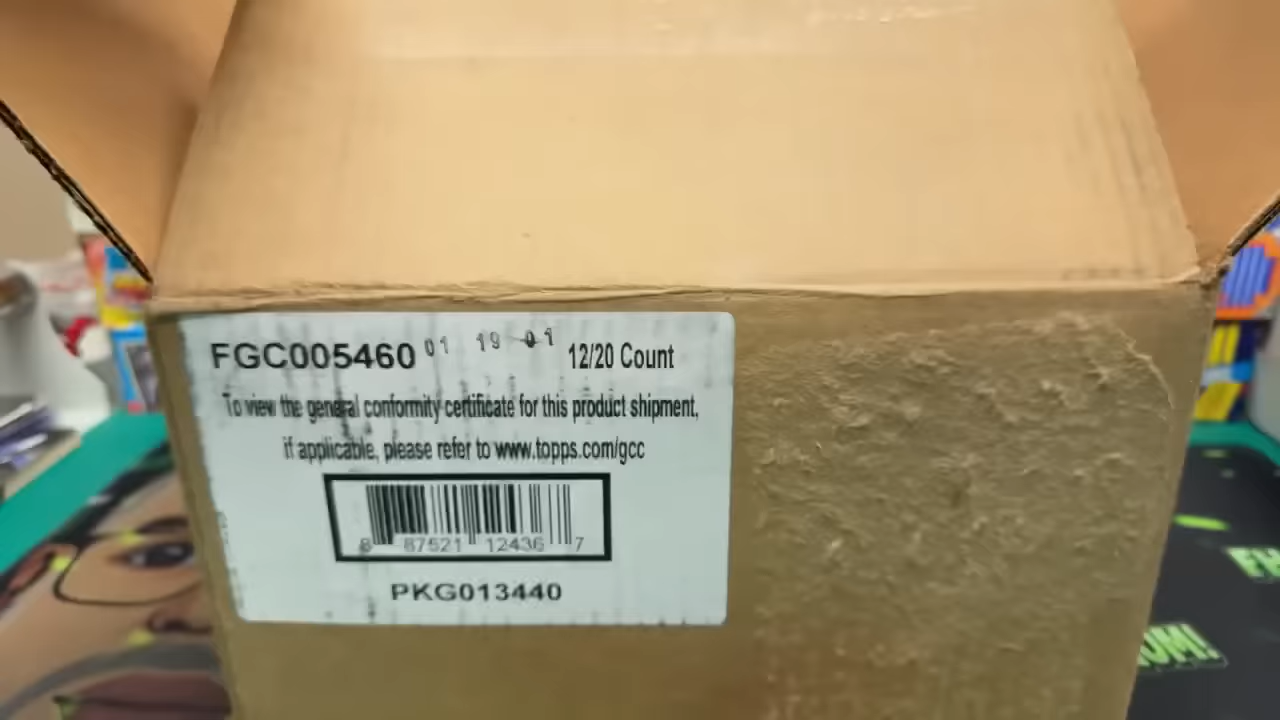 FGC005460 01 19 01 12/20 Count
To view the general conformity certificate for this product shipment,
if applicable, please refer to www.topps.com/gcc
8 87521 12436 7
PKG013440